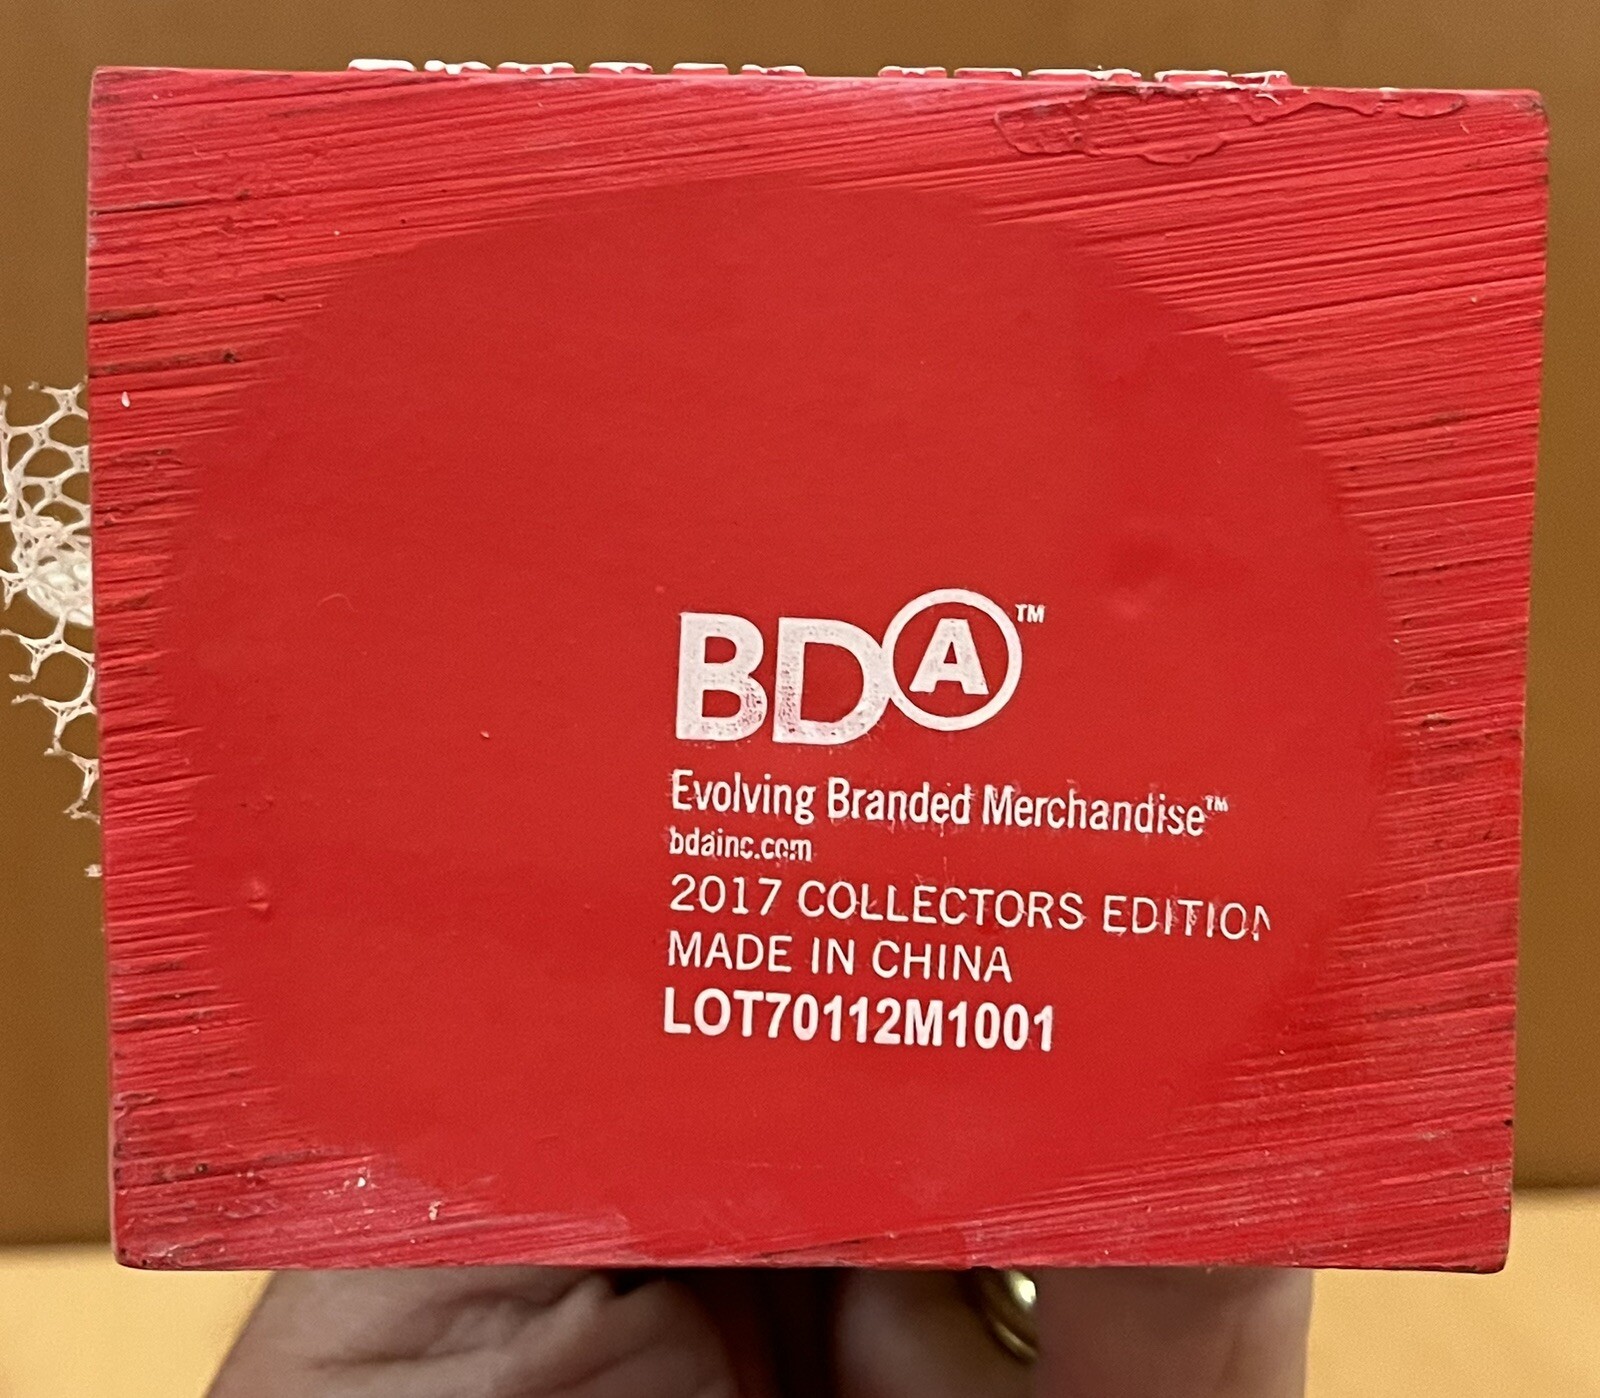 BDA™
Evolving Branded Merchandise™
bdainc.com
2017 COLLECTORS EDITION
MADE IN CHINA
LOT70112M1001